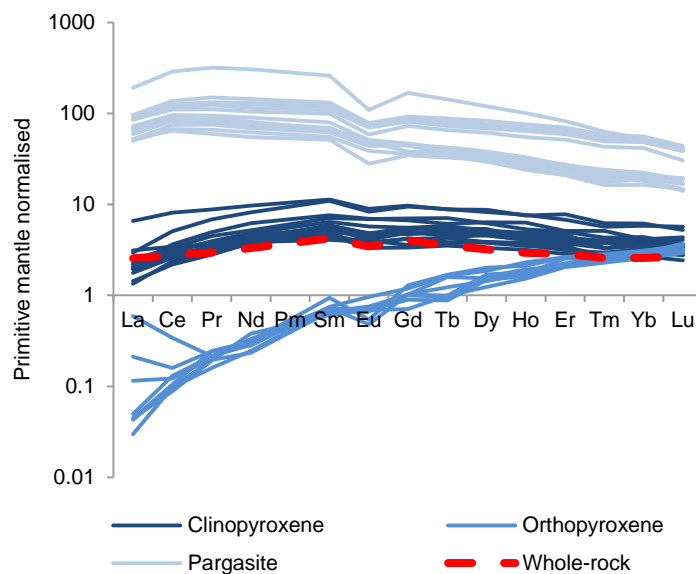 1000
100
10
1
0.1
0.01
Primitive mantle normalised
La Ce Pr Nd Pm Sm Eu Gd Tb Dy Ho Er Tm Yb Lu
Clinopyroxene Orthopyroxene
Pargasite Whole-rock